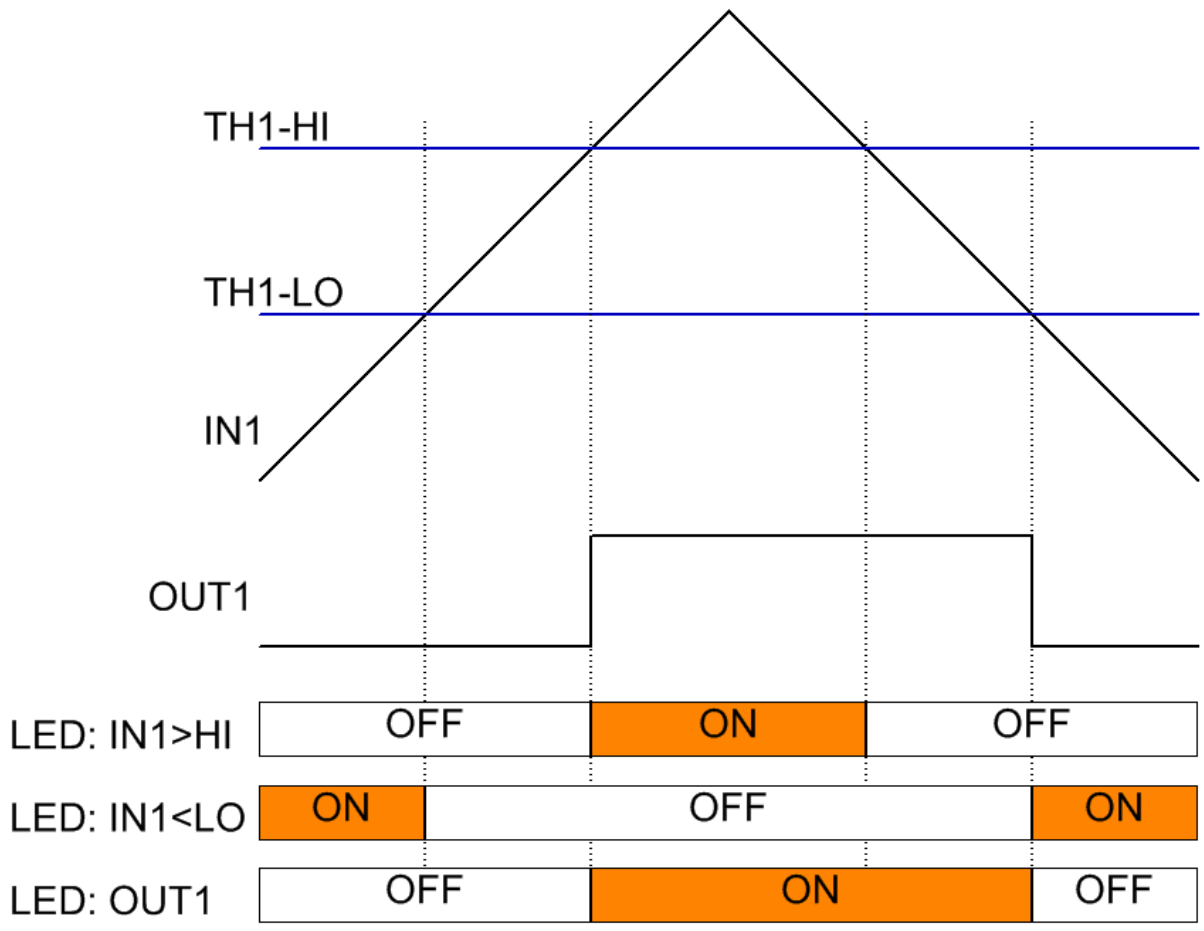 TH1-HI
TH1-LO
IN1
OUT1
LED: IN1>HI OFF ON OFF
LED: IN1<LO ON OFF ON
LED: OUT1 OFF ON OFF